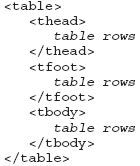 <table>
   <thead>
      table rows
   </thead>
   <tfoot>
      table rows
   </tfoot>
   <tbody>
      table rows
   </tbody>
</table>